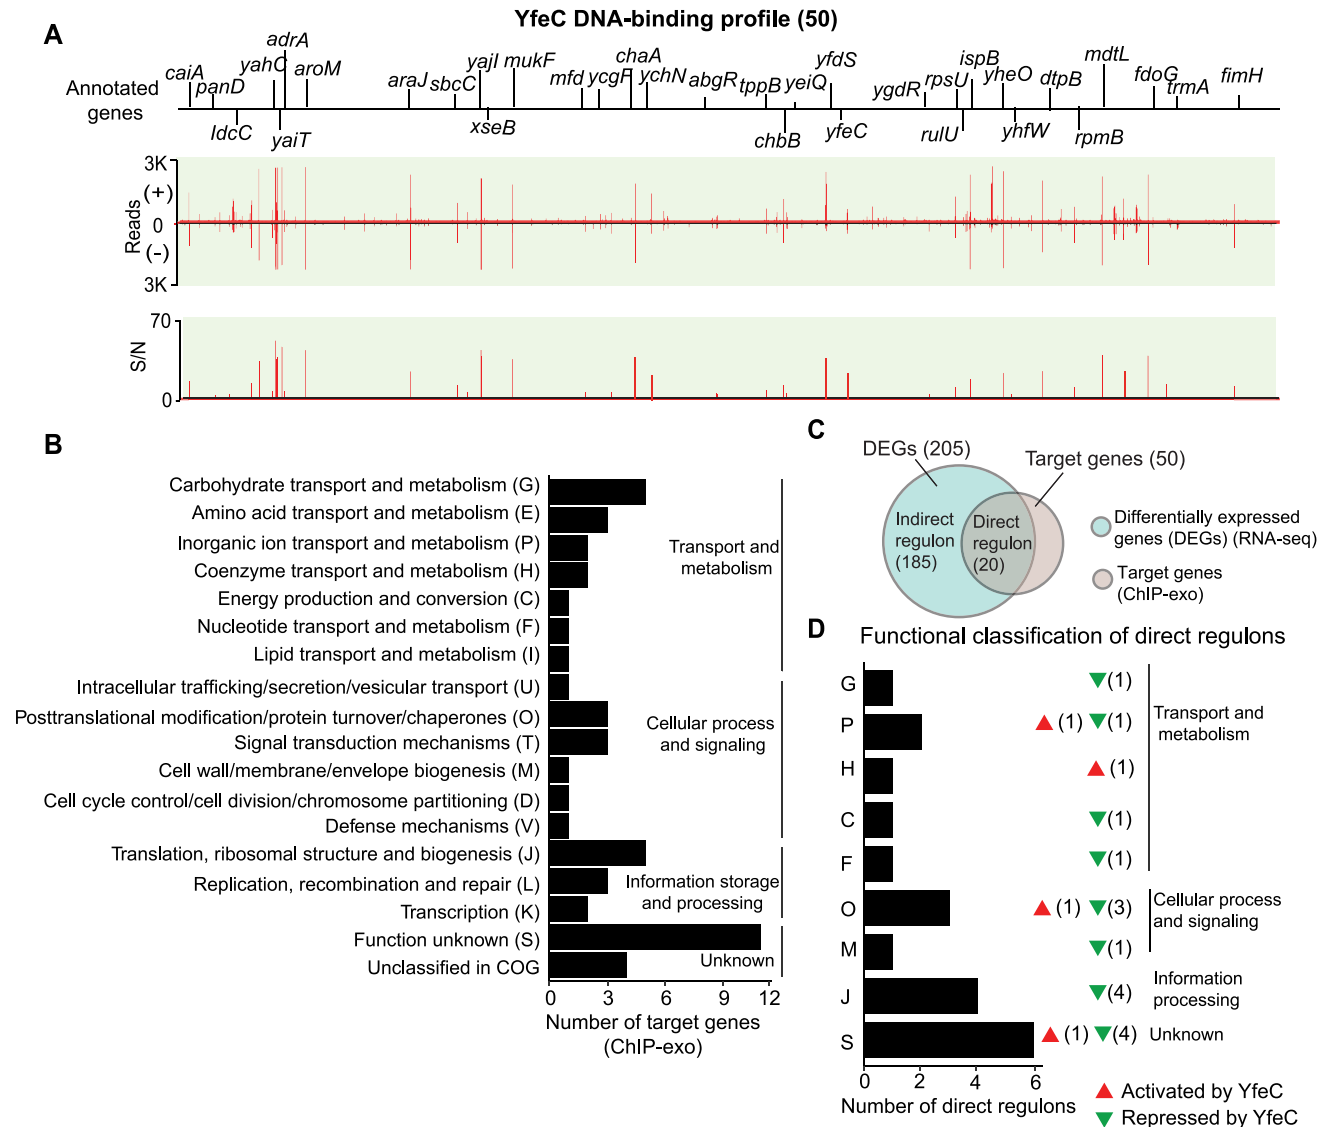 YfeC DNA-binding profile (50)
A
Annotated
genes
caiA
panD
ldcC
yahC
adrA
yaiT
aroM
araJ
sbcC
yajI
xseB
mukF
mfd
ycgF
chaA
ychN
abgR
tppB
chbB
yeiQ
yfdS
yfeC
ygdR
rpsU
rulU
ispB
yheO
yhfW
dtpB
rpmB
mdtL
fdoG
trmA
fimH
3K
(+)
Reads
0
(-)
3K
70
S/N
0
B
Carbohydrate transport and metabolism (G)
Amino acid transport and metabolism (E)
Inorganic ion transport and metabolism (P)
Coenzyme transport and metabolism (H)
Energy production and conversion (C)
Nucleotide transport and metabolism (F)
Lipid transport and metabolism (I)
Transport and
metabolism
Intracellular trafficking/secretion/vesicular transport (U)
Posttranslational modification/protein turnover/chaperones (O)
Signal transduction mechanisms (T)
Cell wall/membrane/envelope biogenesis (M)
Cell cycle control/cell division/chromosome partitioning (D)
Defense mechanisms (V)
Cellular process
and signaling
Translation, ribosomal structure and biogenesis (J)
Replication, recombination and repair (L)
Transcription (K)
Information storage
and processing
Function unknown (S)
Unclassified in COG
Unknown
0 3 6 9 12
Number of target genes
(ChIP-exo)
C
DEGs (205)
Target genes (50)
Indirect
regulon
(185)
Direct
regulon
(20)
Differentially expressed
genes (DEGs) (RNA-seq)
Target genes
(ChIP-exo)
D
Functional classification of direct regulons
G ▼(1)
P ▲ (1) ▼(1)
H ▲ (1)
C ▼(1)
F ▼(1)
Transport and
metabolism
O ▲ (1) ▼(3)
M ▼(1)
Cellular process
and signaling
J ▼(4)
Information
processing
S ▲ (1) ▼(4) Unknown
0 2 4 6
Number of direct regulons
▲ Activated by YfeC
▼ Repressed by YfeC